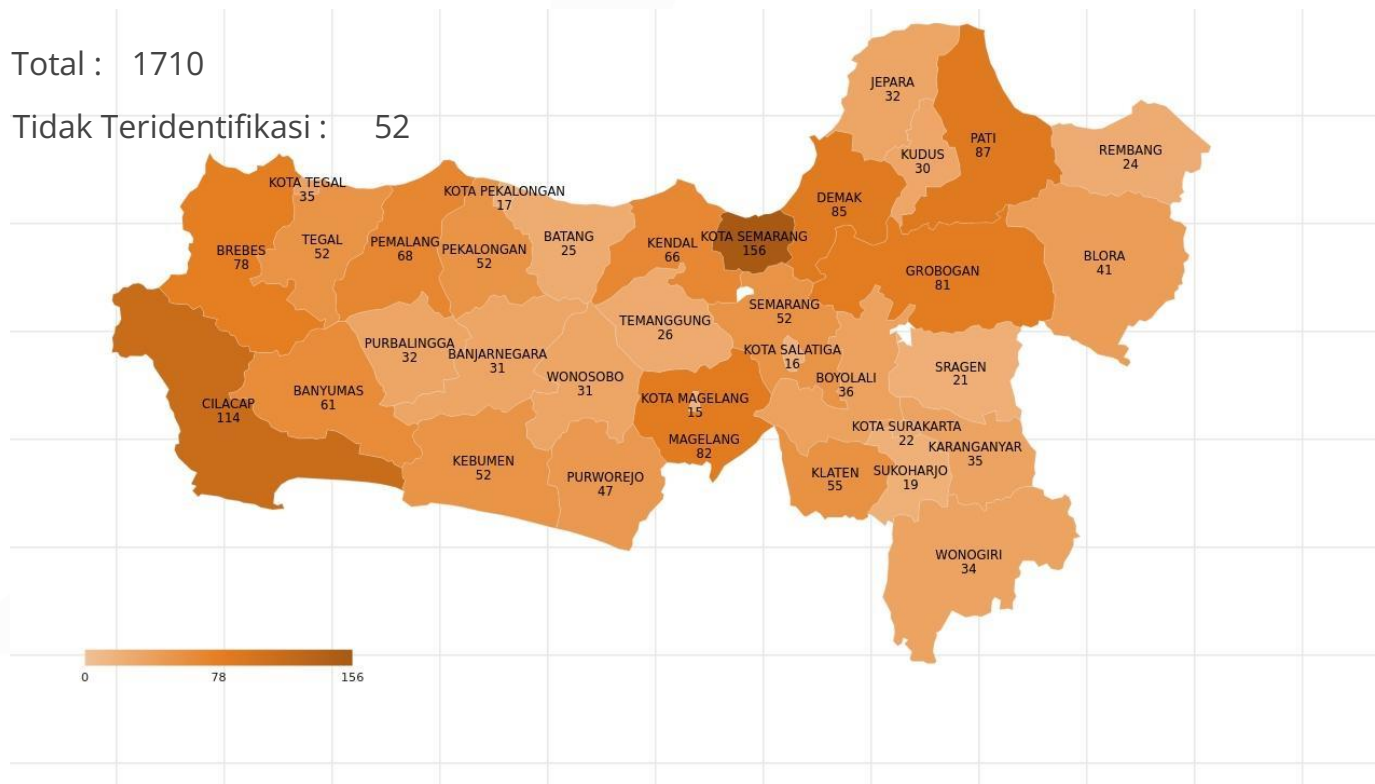 Total : 1710
Tidak Teridentifikasi : 52
JEPARA
32
PATI
87
KUDUS
30
REMBANG
24
KOTA TEGAL
35
KOTA PEKALONGAN
17
DEMAK
85
BREBES
78
TEGAL
52
PEMALANG
68
PEKALONGAN
52
BATANG
25
KENDAL
66
KOTA SEMARANG
156
GROBOGAN
81
BLORA
41
SEMARANG
52
TEMANGGUNG
26
PURBALINGGA
32
BANJARNEGARA
31
KOTA SALATIGA
16
WONOSOBO
31
BOYOLALI
36
SRAGEN
21
BANYUMAS
61
CILACAP
114
KOTA MAGELANG
15
MAGELANG
82
KOTA SURAKARTA
22
KARANGANYAR
35
KEBUMEN
52
PURWOREJO
47
KLATEN
55
SUKOHARJO
19
WONOGIRI
34
0 78 156